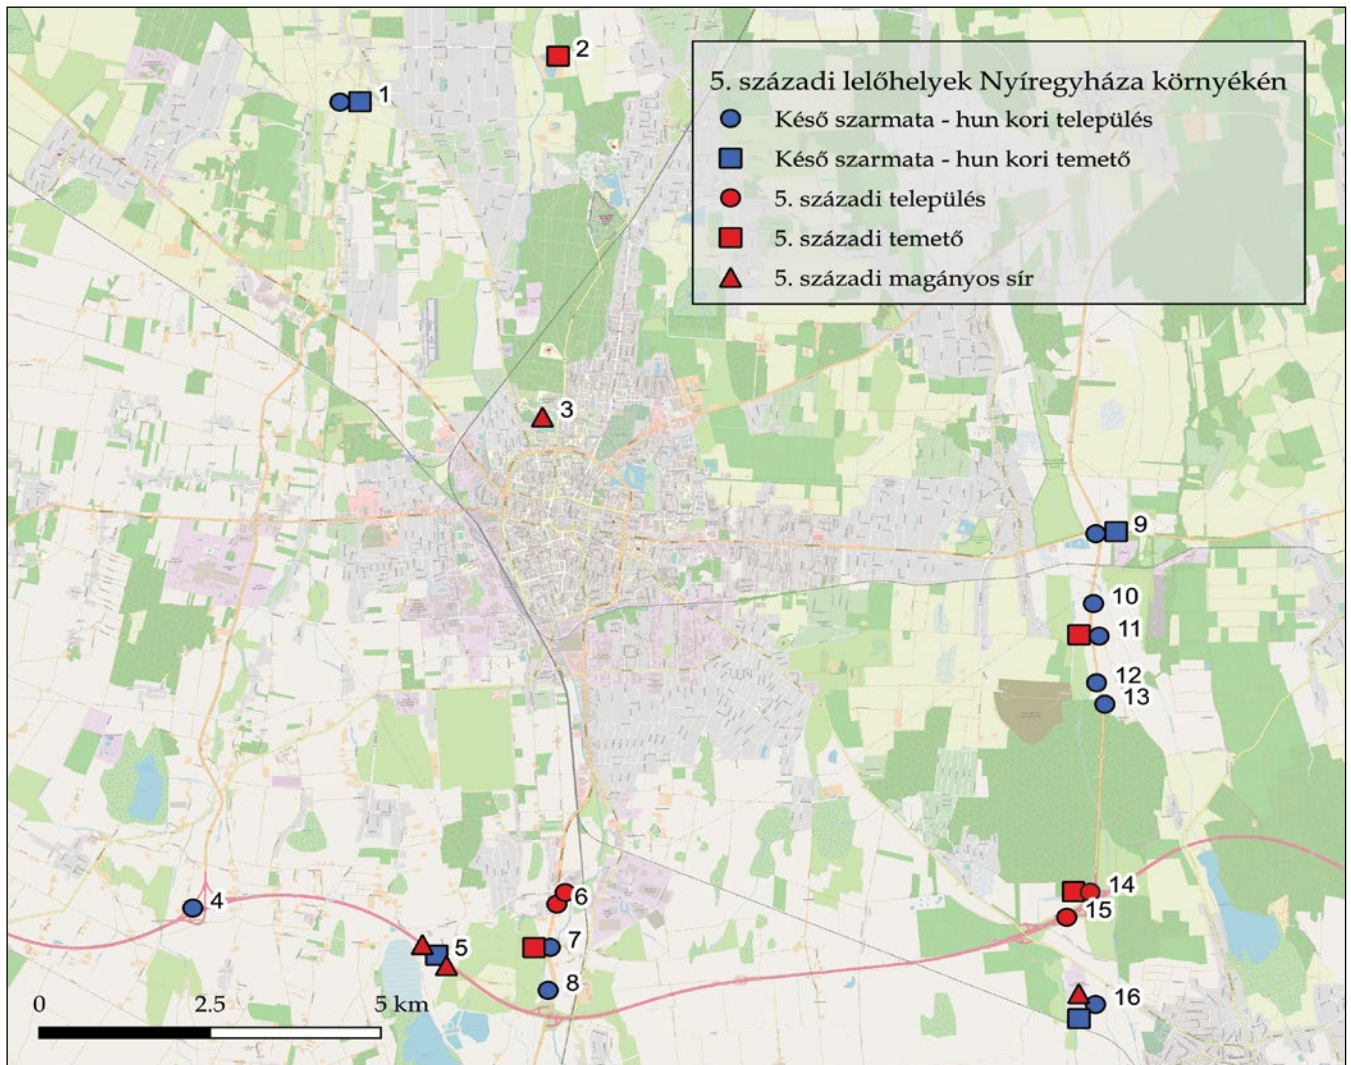 2
1
5. századi lelőhelyek Nyíregyháza környékén
Késő szarmata - hun kori település
Késő szarmata - hun kori temető
5. századi település
5. századi temető
5. századi magányos sír
3
9
10
11
12
13
14
15
4
6
5
7
8
16
0 2.5 5 km